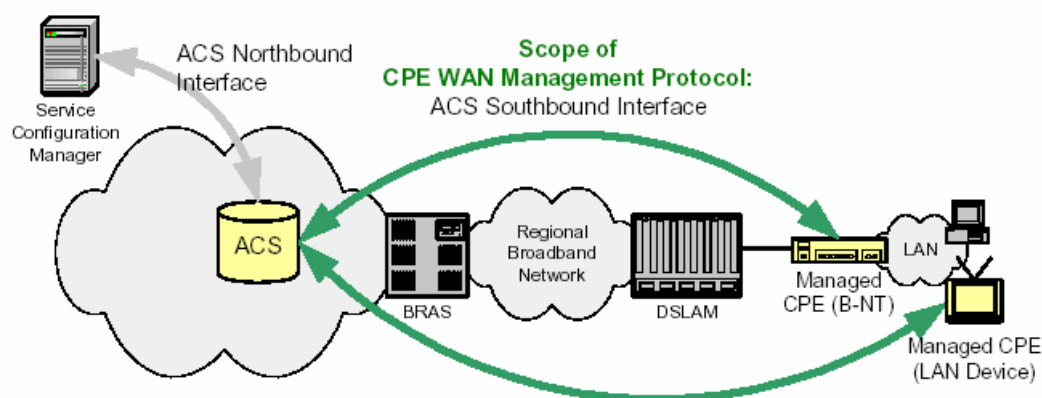 ACS Northbound
Interface
Scope of
CPE WAN Management Protocol:
ACS Southbound Interface
Service
Configuration
Manager
ACS
BRAS
Regional
Broadband
Network
DSLAM
LAN
Managed
CPE (B-NT)
Managed CPE
(LAN Device)